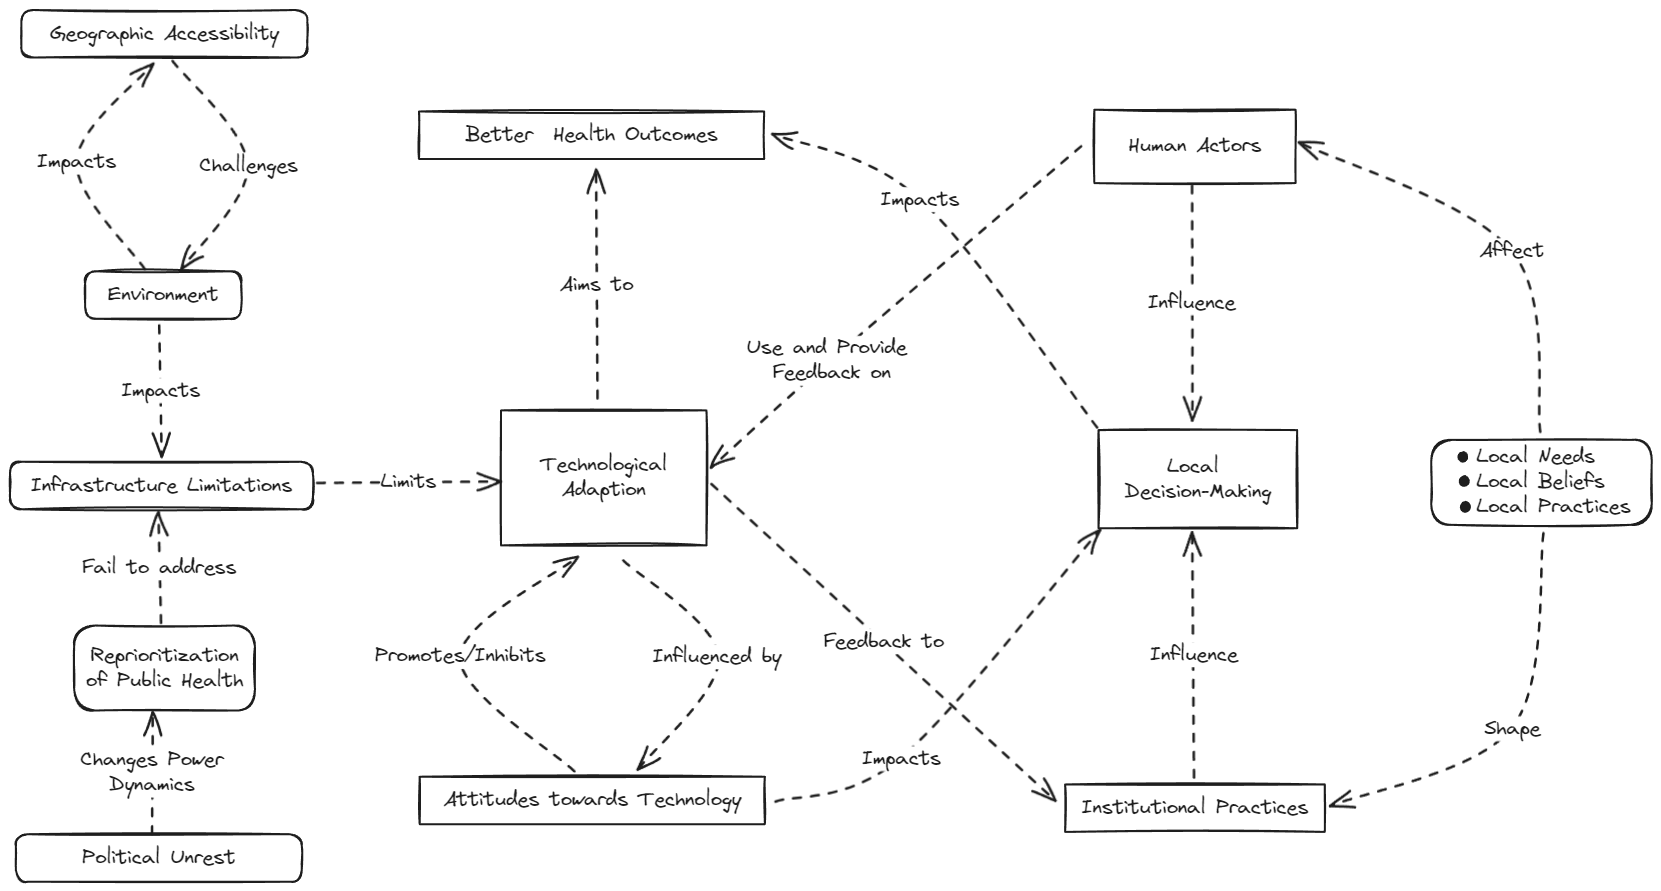 Geographic Accessibility
Impacts
Challenges
Environment
Impacts
Infrastructure Limitations
Fail to address
Reprioritization
of Public Health
Changes Power
Dynamics
Political Unrest
Limits
Better Health Outcomes
Aims to
Technological
Adaption
Promotes/Inhibits
Influenced by
Attitudes towards Technology
Impacts
Use and Provide
Feedback on
Feedback to
Impacts
Human Actors
Influence
Local
Decision-Making
Influence
Institutional Practices
Affect
• Local Needs
• Local Beliefs
• Local Practices
Shape